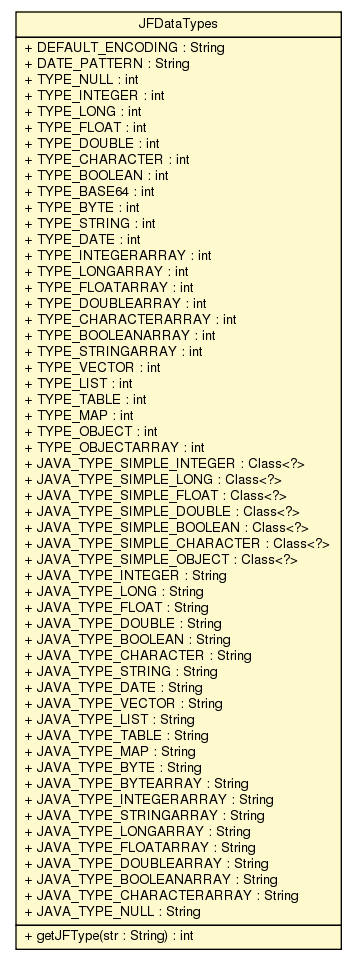 JFDataTypes
+ DEFAULT_ENCODING : String
+ DATE_PATTERN : String
+ TYPE_NULL : int
+ TYPE_INTEGER : int
+ TYPE_LONG : int
+ TYPE_FLOAT : int
+ TYPE_DOUBLE : int
+ TYPE_CHARACTER : int
+ TYPE_BOOLEAN : int
+ TYPE_BASE64 : int
+ TYPE_BYTE : int
+ TYPE_STRING : int
+ TYPE_DATE : int
+ TYPE_INTEGERARRAY : int
+ TYPE_LONGARRAY : int
+ TYPE_FLOATARRAY : int
+ TYPE_DOUBLEARRAY : int
+ TYPE_CHARACTERARRAY : int
+ TYPE_BOOLEANARRAY : int
+ TYPE_STRINGARRAY : int
+ TYPE_VECTOR : int
+ TYPE_LIST : int
+ TYPE_TABLE : int
+ TYPE_MAP : int
+ TYPE_OBJECT : int
+ TYPE_OBJECTARRAY : int
+ JAVA_TYPE_SIMPLE_INTEGER : Class<?>
+ JAVA_TYPE_SIMPLE_LONG : Class<?>
+ JAVA_TYPE_SIMPLE_FLOAT : Class<?>
+ JAVA_TYPE_SIMPLE_DOUBLE : Class<?>
+ JAVA_TYPE_SIMPLE_BOOLEAN : Class<?>
+ JAVA_TYPE_SIMPLE_CHARACTER : Class<?>
+ JAVA_TYPE_SIMPLE_OBJECT : Class<?>
+ JAVA_TYPE_INTEGER : String
+ JAVA_TYPE_LONG : String
+ JAVA_TYPE_FLOAT : String
+ JAVA_TYPE_DOUBLE : String
+ JAVA_TYPE_BOOLEAN : String
+ JAVA_TYPE_CHARACTER : String
+ JAVA_TYPE_STRING : String
+ JAVA_TYPE_DATE : String
+ JAVA_TYPE_VECTOR : String
+ JAVA_TYPE_LIST : String
+ JAVA_TYPE_TABLE : String
+ JAVA_TYPE_MAP : String
+ JAVA_TYPE_BYTE : String
+ JAVA_TYPE_BYTEARRAY : String
+ JAVA_TYPE_INTEGERARRAY : String
+ JAVA_TYPE_STRINGARRAY : String
+ JAVA_TYPE_LONGARRAY : String
+ JAVA_TYPE_FLOATARRAY : String
+ JAVA_TYPE_DOUBLEARRAY : String
+ JAVA_TYPE_BOOLEANARRAY : String
+ JAVA_TYPE_CHARACTERARRAY : String
+ JAVA_TYPE_NULL : String
+ getJFType(str : String) : int